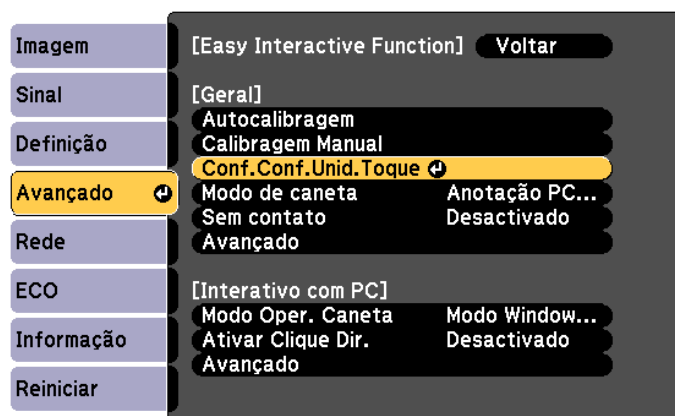 Imagem
Sinal
Definição
Avançado
Rede
ECO
Informação
Reiniciar
[Easy Interactive Function] Voltar
[Geral]
Autocalibragem
Calibragem Manual
Conf.Conf.Unid.Toque
Modo de caneta Anotação PC...
Sem contato Desactivado
Avançado
[Interativo com PC]
Modo Oper. Caneta Modo Window...
Ativar Clique Dir. Desactivado
Avançado